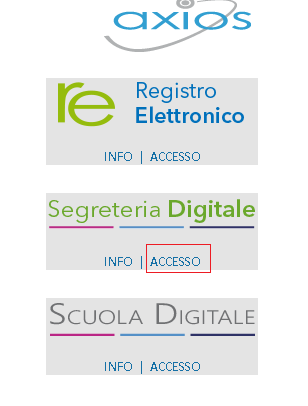 axios
re Registro
Elettronico
INFO | ACCESSO
Segreteria Digitale
INFO | ACCESSO
SCUOLA DIGITALE
INFO | ACCESSO